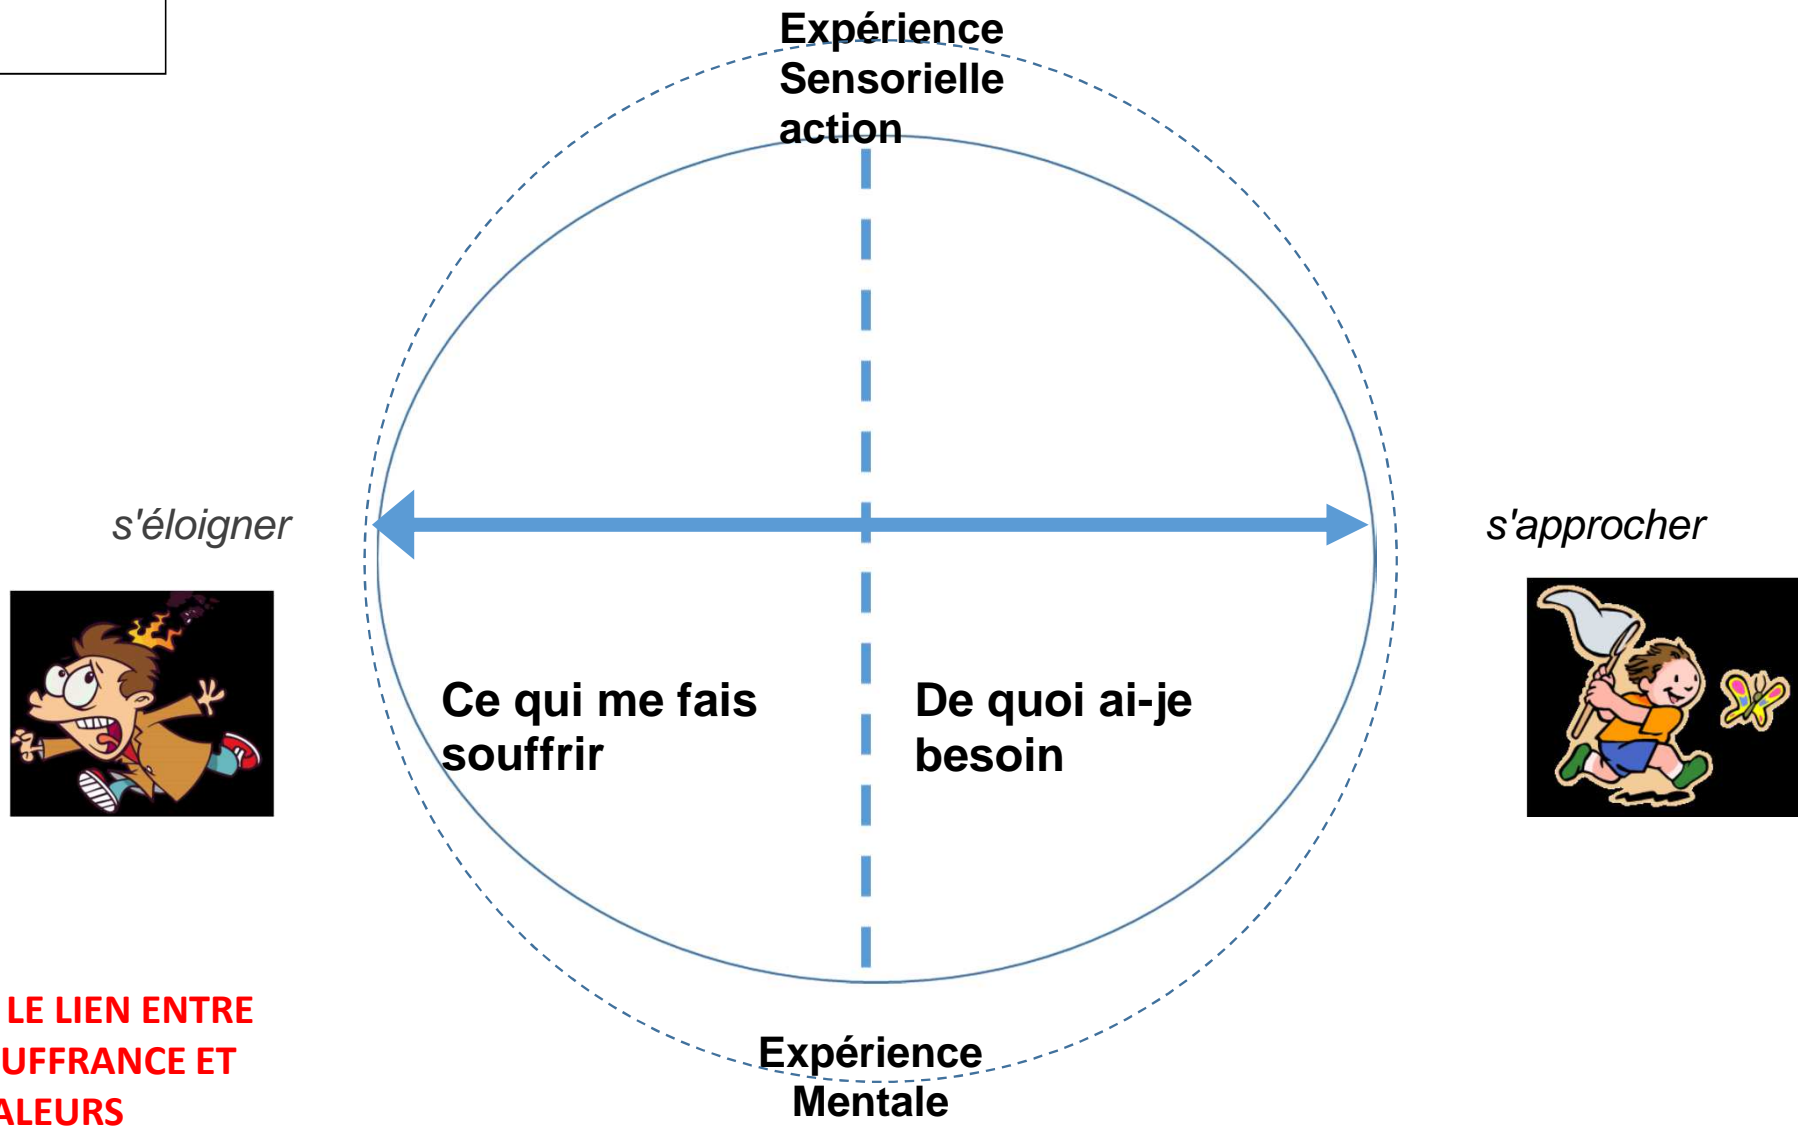 Expérience
Sensorielle
action
s'éloigner
s'approcher
Ce qui me fais
souffrir
De quoi ai-je
besoin
LE LIEN ENTRE
UFFRANCE ET
ALEURS
Expérience
Mentale